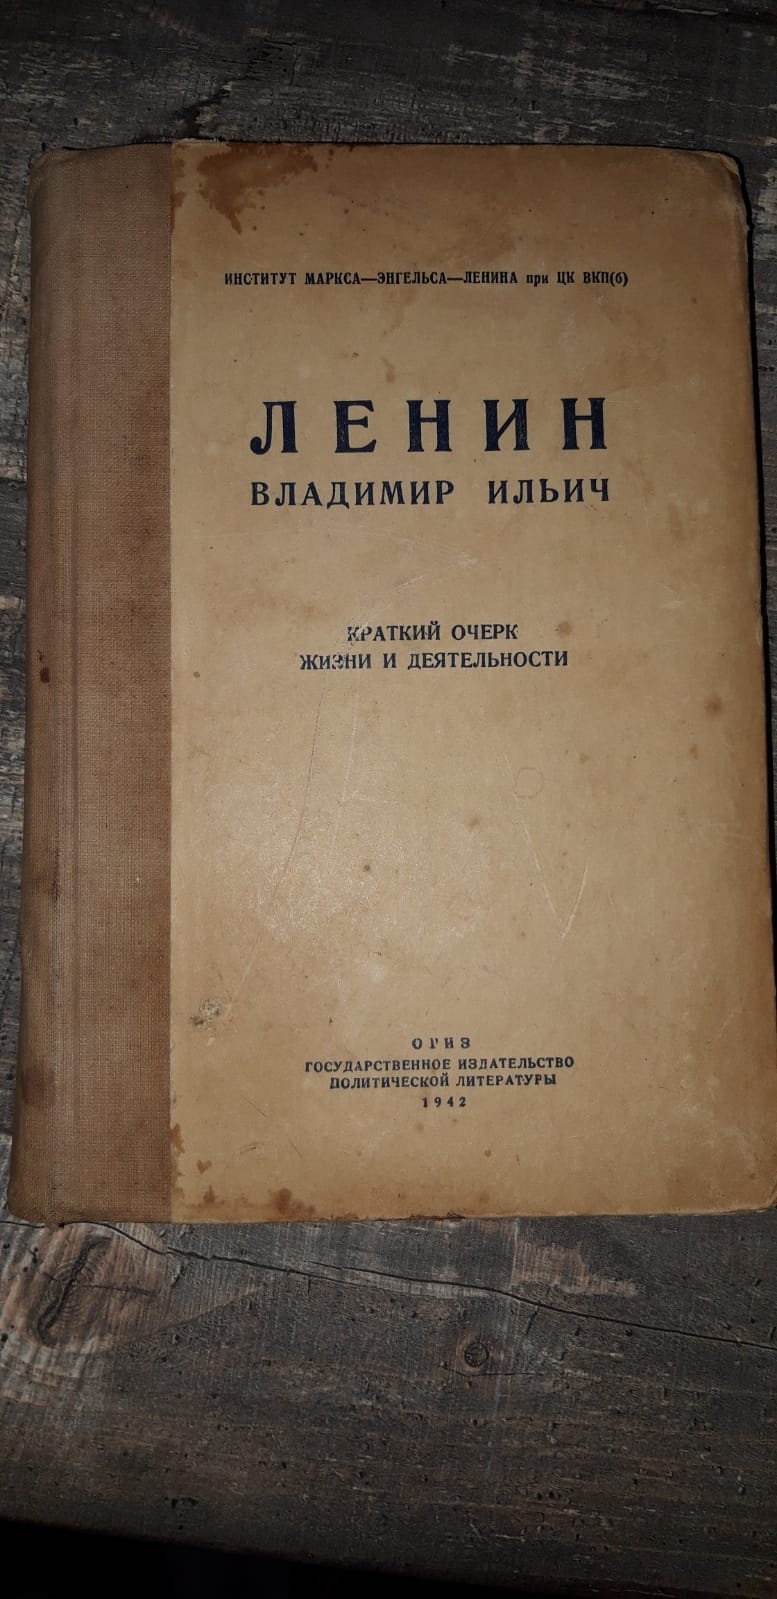 ИНСТИТУТ МАРКСА—ЭНГЕЛЬСА—ЛЕНИНА при ЦК ВКП(б)
ЛЕНИН
ВЛАДИМИР ИЛЬИЧ
КРАТКИЙ ОЧЕРК
ЖИЗНИ И ДЕЯТЕЛЬНОСТИ
ОГИЗ
ГОСУДАРСТВЕННОЕ ИЗДАТЕЛЬСТВО
ПОЛИТИЧЕСКОЙ ЛИТЕРАТУРЫ
1942